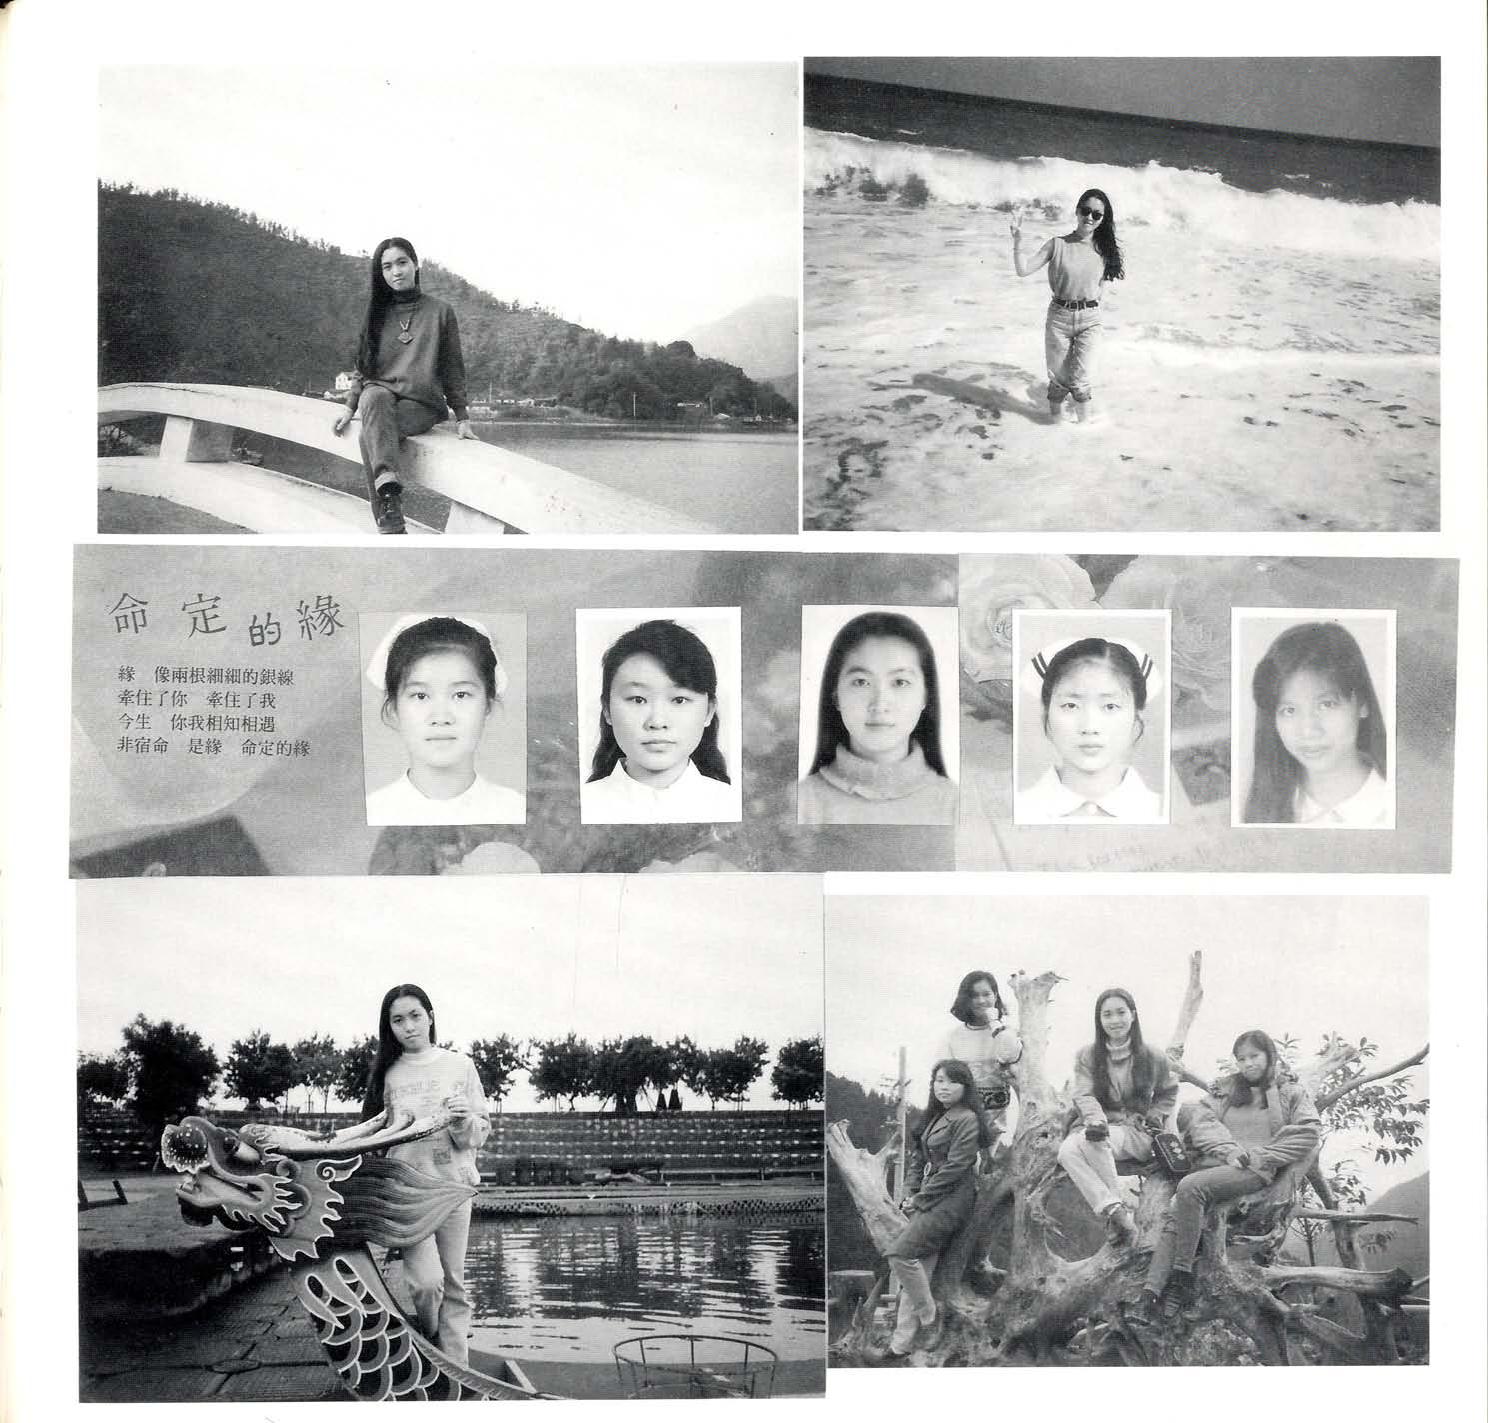 命定的緣
緣　像兩根細細的銀線
牽住了你　牽住了我
今生　你我相知相遇
非宿命　是緣　命定的緣